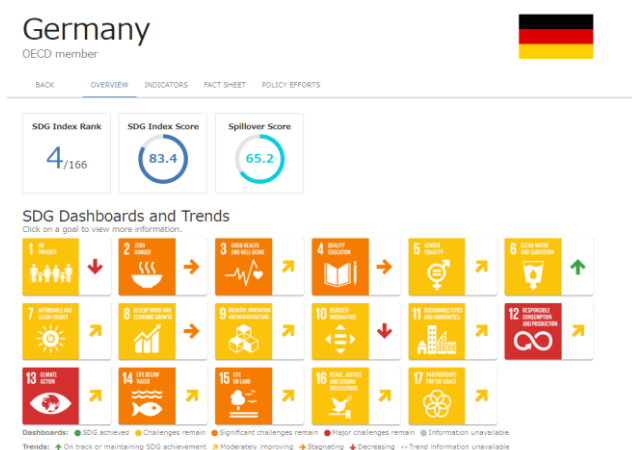 Germany
OECD member
BACK OVERVIEW INDICATORS FACT SHEET POLICY EFFORTS
SDG Index Rank SDG Index Score Spillover Score
4/166 83.4 65.2
SDG Dashboards and Trends
Click on a goal to view more information.
1 NO POVERTY
2 ZERO HUNGER
3 GOOD HEALTH AND WELL-BEING
4 QUALITY EDUCATION
5 GENDER EQUALITY
6 CLEAN WATER AND SANITATION
7 AFFORDABLE AND CLEAN ENERGY
8 DECENT WORK AND ECONOMIC GROWTH
9 INDUSTRY, INNOVATION AND INFRASTRUCTURE
10 REDUCED INEQUALITIES
11 SUSTAINABLE CITIES AND COMMUNITIES
12 RESPONSIBLE CONSUMPTION AND PRODUCTION
13 CLIMATE ACTION
14 LIFE BELOW WATER
15 LIFE ON LAND
16 PEACE, JUSTICE AND STRONG INSTITUTIONS
17 PARTNERSHIPS FOR THE GOALS
Dashboards: SDG achieved Challenges remain Significant challenges remain Major challenges remain Information unavailable
Trends: On track or maintaining SDG achievement Moderately improving Stagnating Decreasing Trend information unavailable